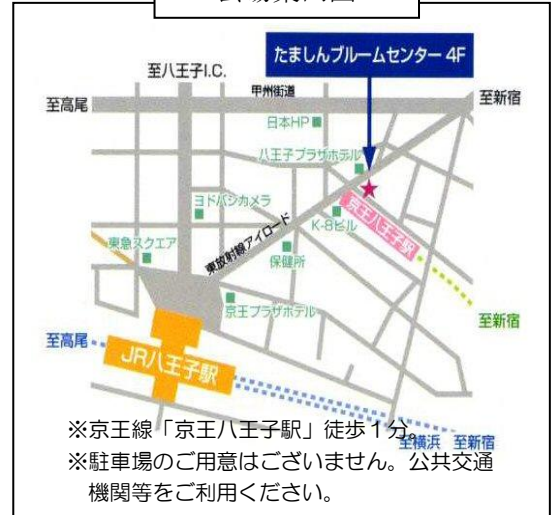 たましんブルームセンター 4F
至八王子I.C.
甲州街道
至高尾
至新宿
日本HP
八王子プラザホテル
ヨドバシカメラ
京王八王子駅
K-8ビル
東急スクエア
東放射線アイロード
保健所
京王プラザホテル
至新宿
至高尾
JR八王子駅
至横浜 至新宿
※京王線「京王八王子駅」徒歩1分。
※駐車場のご用意はございません。公共交通
機関等をご利用ください。